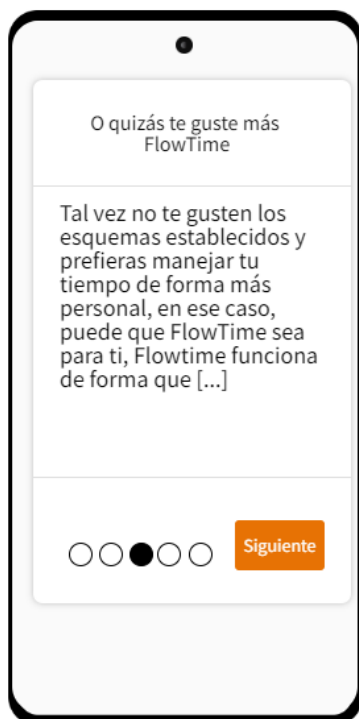 O quizás te guste más
FlowTime
Tal vez no te gusten los
esquemas establecidos y
prefieras manejar tu
tiempo de forma más
personal, en ese caso,
puede que FlowTime sea
para ti, Flowtime funciona
de forma que [...]
Siguiente